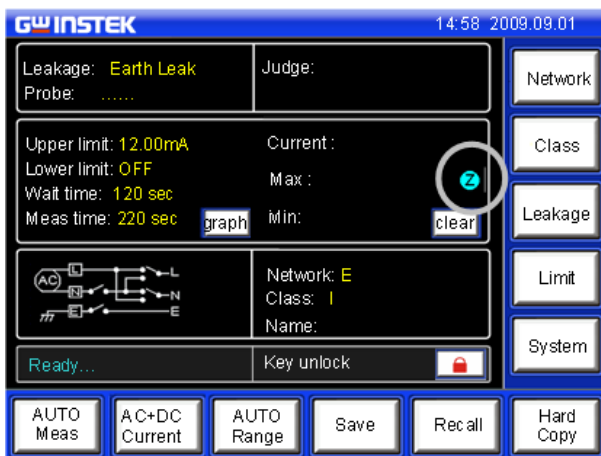 GWINSTEK 14:58 2009.09.01
Leakage: Earth Leak
Probe: ......
Judge:
Network
Upper limit: 12.00mA
Lower limit: OFF
Wait time: 120 sec
Meas time: 220 sec
graph
Current:
Max:
Z
Min:
clear
Class
Leakage
AC
L
N
E
L
N
E
Network: E
Class: I
Name:
Limit
Ready...
Key unlock
System
AUTO
Meas
AC+DC
Current
AUTO
Range
Save
Recall
Hard
Copy